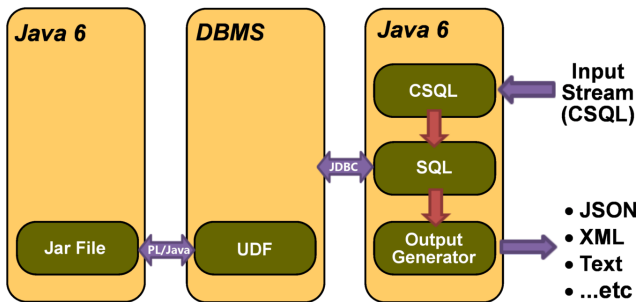 Java 6
DBMS
Java 6
CSQL
Input
Stream
(CSQL)
JDBC
SQL
Jar File
PL/Java
UDF
Output
Generator
• JSON
• XML
• Text
• ...etc